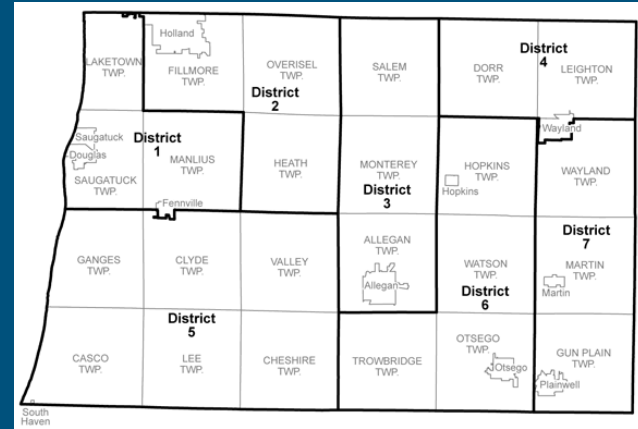 Holland
LAKETOWN
TWP.
FILLMORE
TWP.
OVERISEL
TWP.
District
2
SALEM
TWP.
DORR
TWP.
District
4
LEIGHTON
TWP.
Saugatuck
Douglas
SAUGATUCK
TWP.
District
1
MANLIUS
TWP.
Fennville
HEATH
TWP.
MONTEREY
TWP.
District
3
HOPKINS
TWP.
Hopkins
Wayland
WAYLAND
TWP.
GANGES
TWP.
CLYDE
TWP.
VALLEY
TWP.
ALLEGAN
TWP.
Allegan
WATSON
TWP.
District
6
District
7
MARTIN
TWP.
Martin
CASCO
TWP.
District
5
LEE
TWP.
CHESHIRE
TWP.
TROWBRIDGE
TWP.
OTSEGO
TWP.
Otsego
GUN PLAIN
TWP.
Plainwell
South
Haven